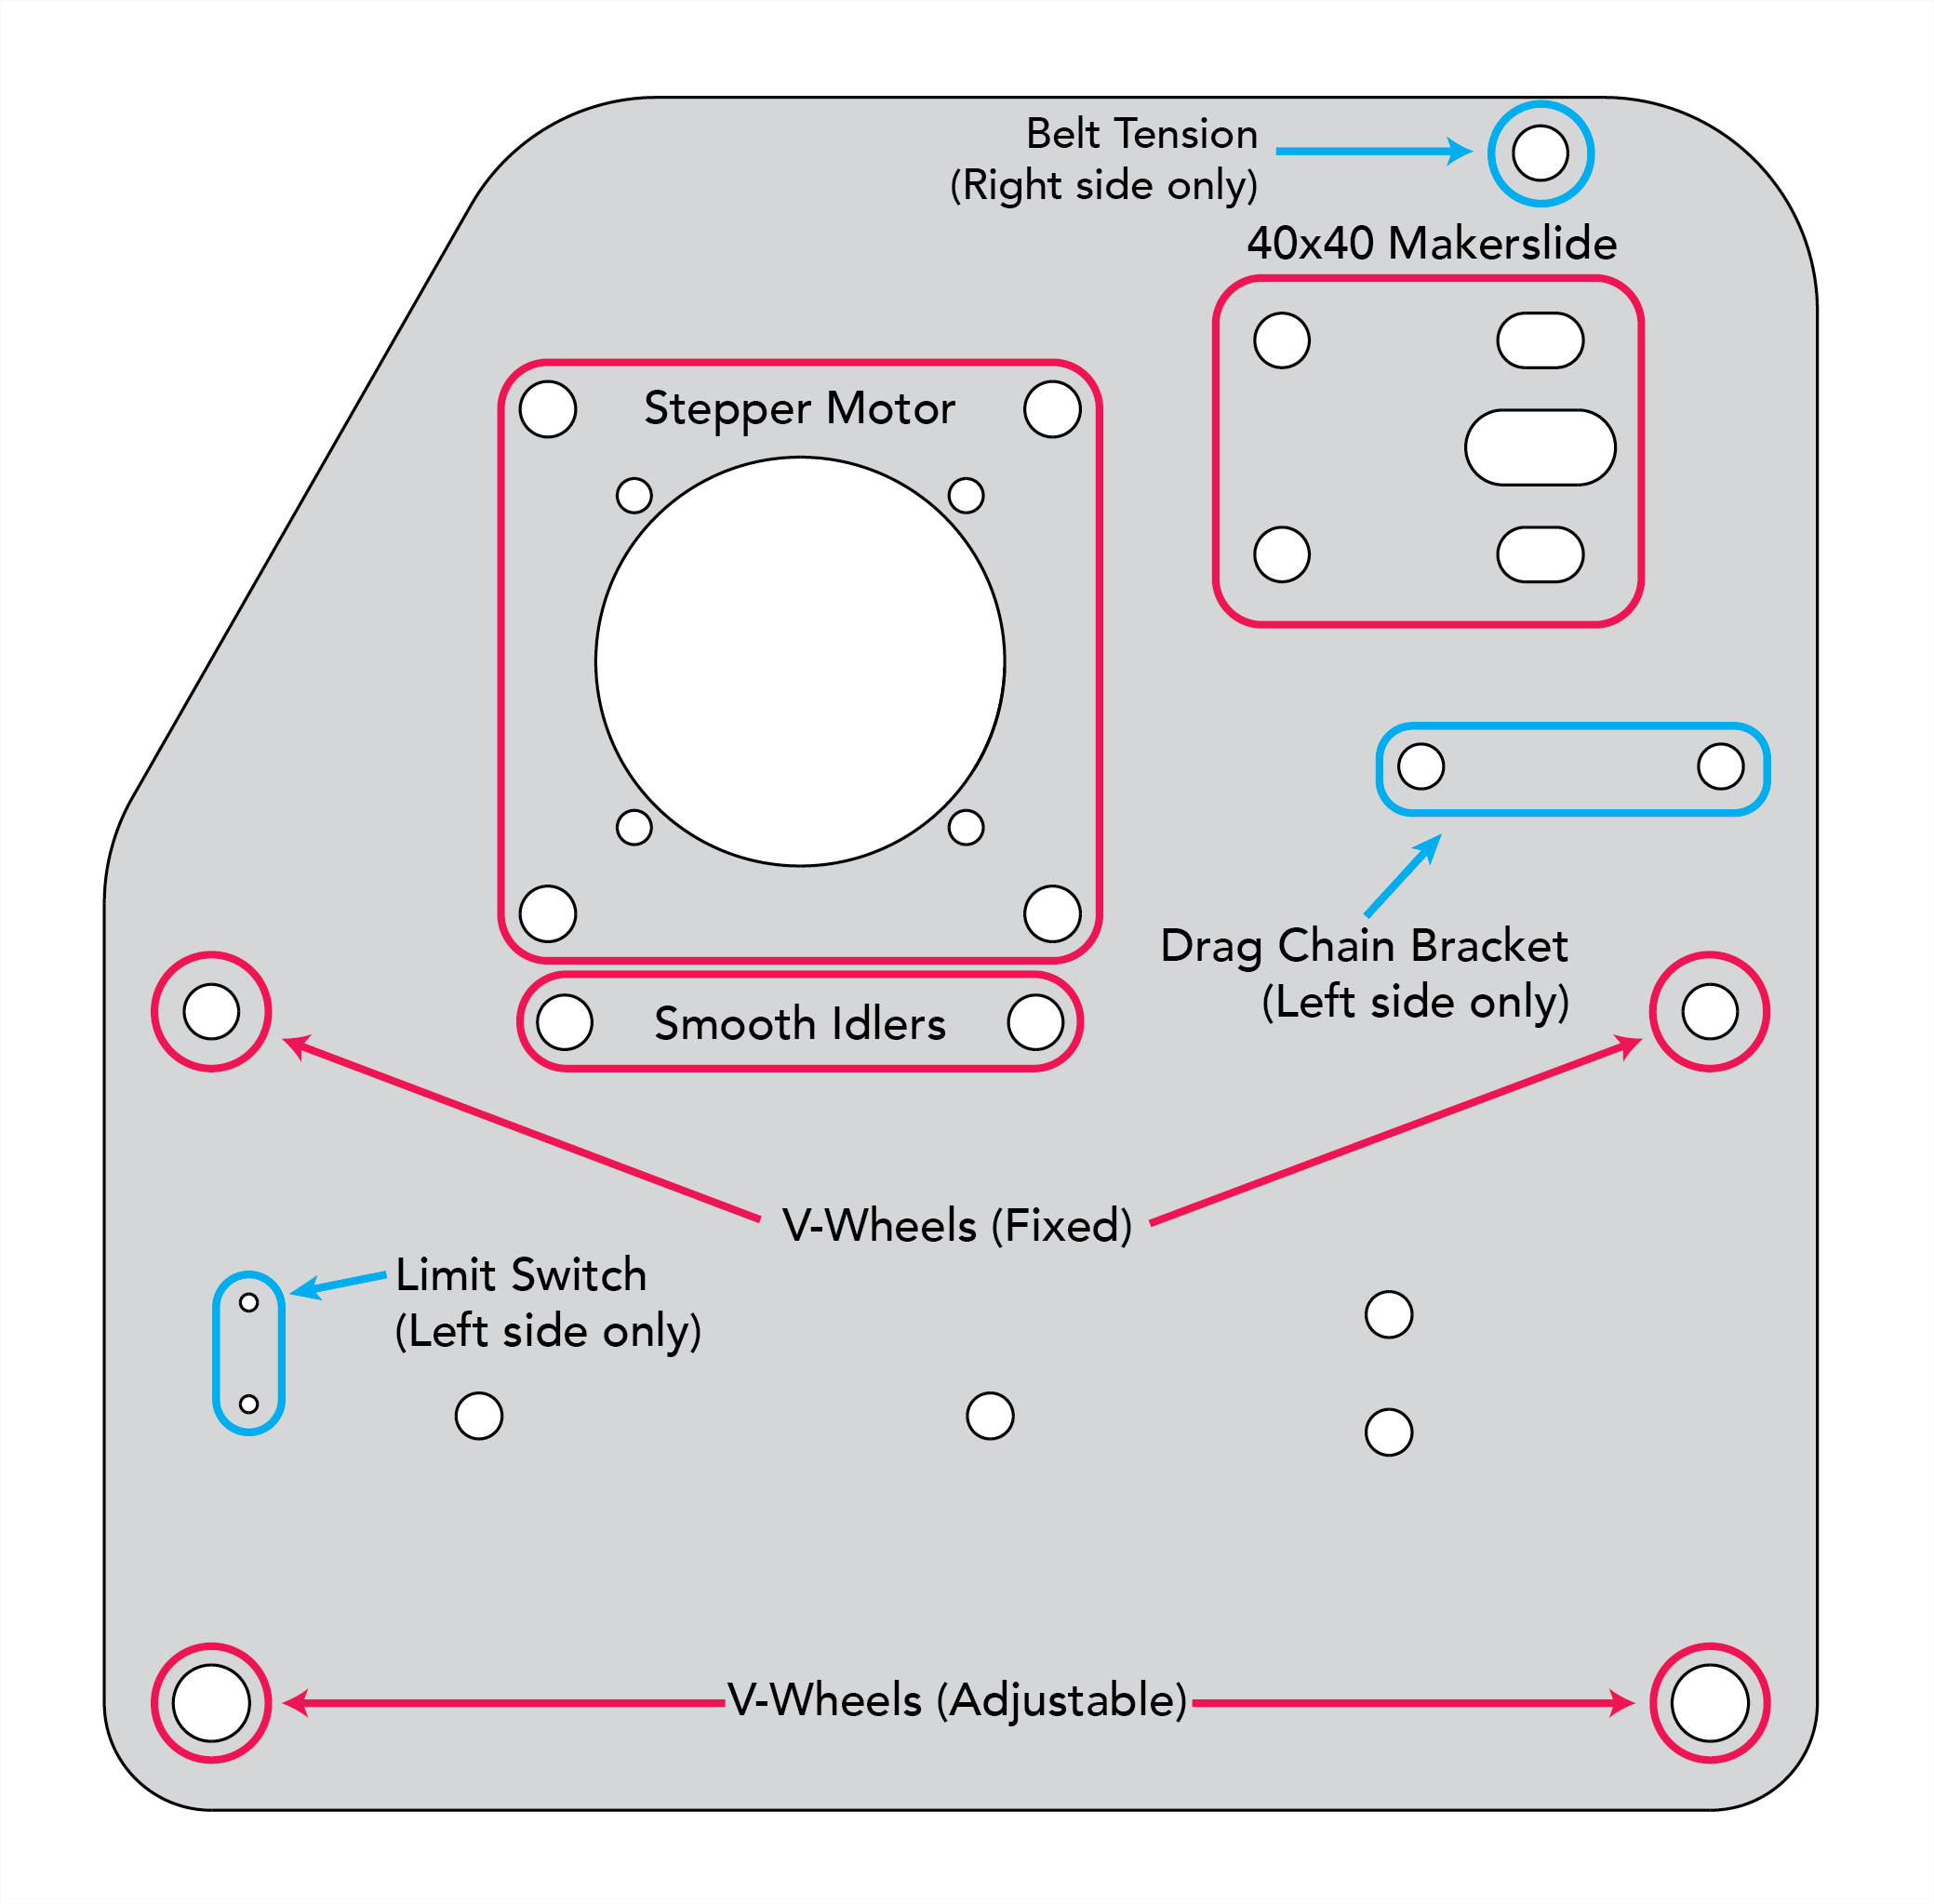 Belt Tension
(Right side only)
40x40 Makerslide
Stepper Motor
Drag Chain Bracket
(Left side only)
Smooth Idlers
V-Wheels (Fixed)
Limit Switch
(Left side only)
V-Wheels (Adjustable)